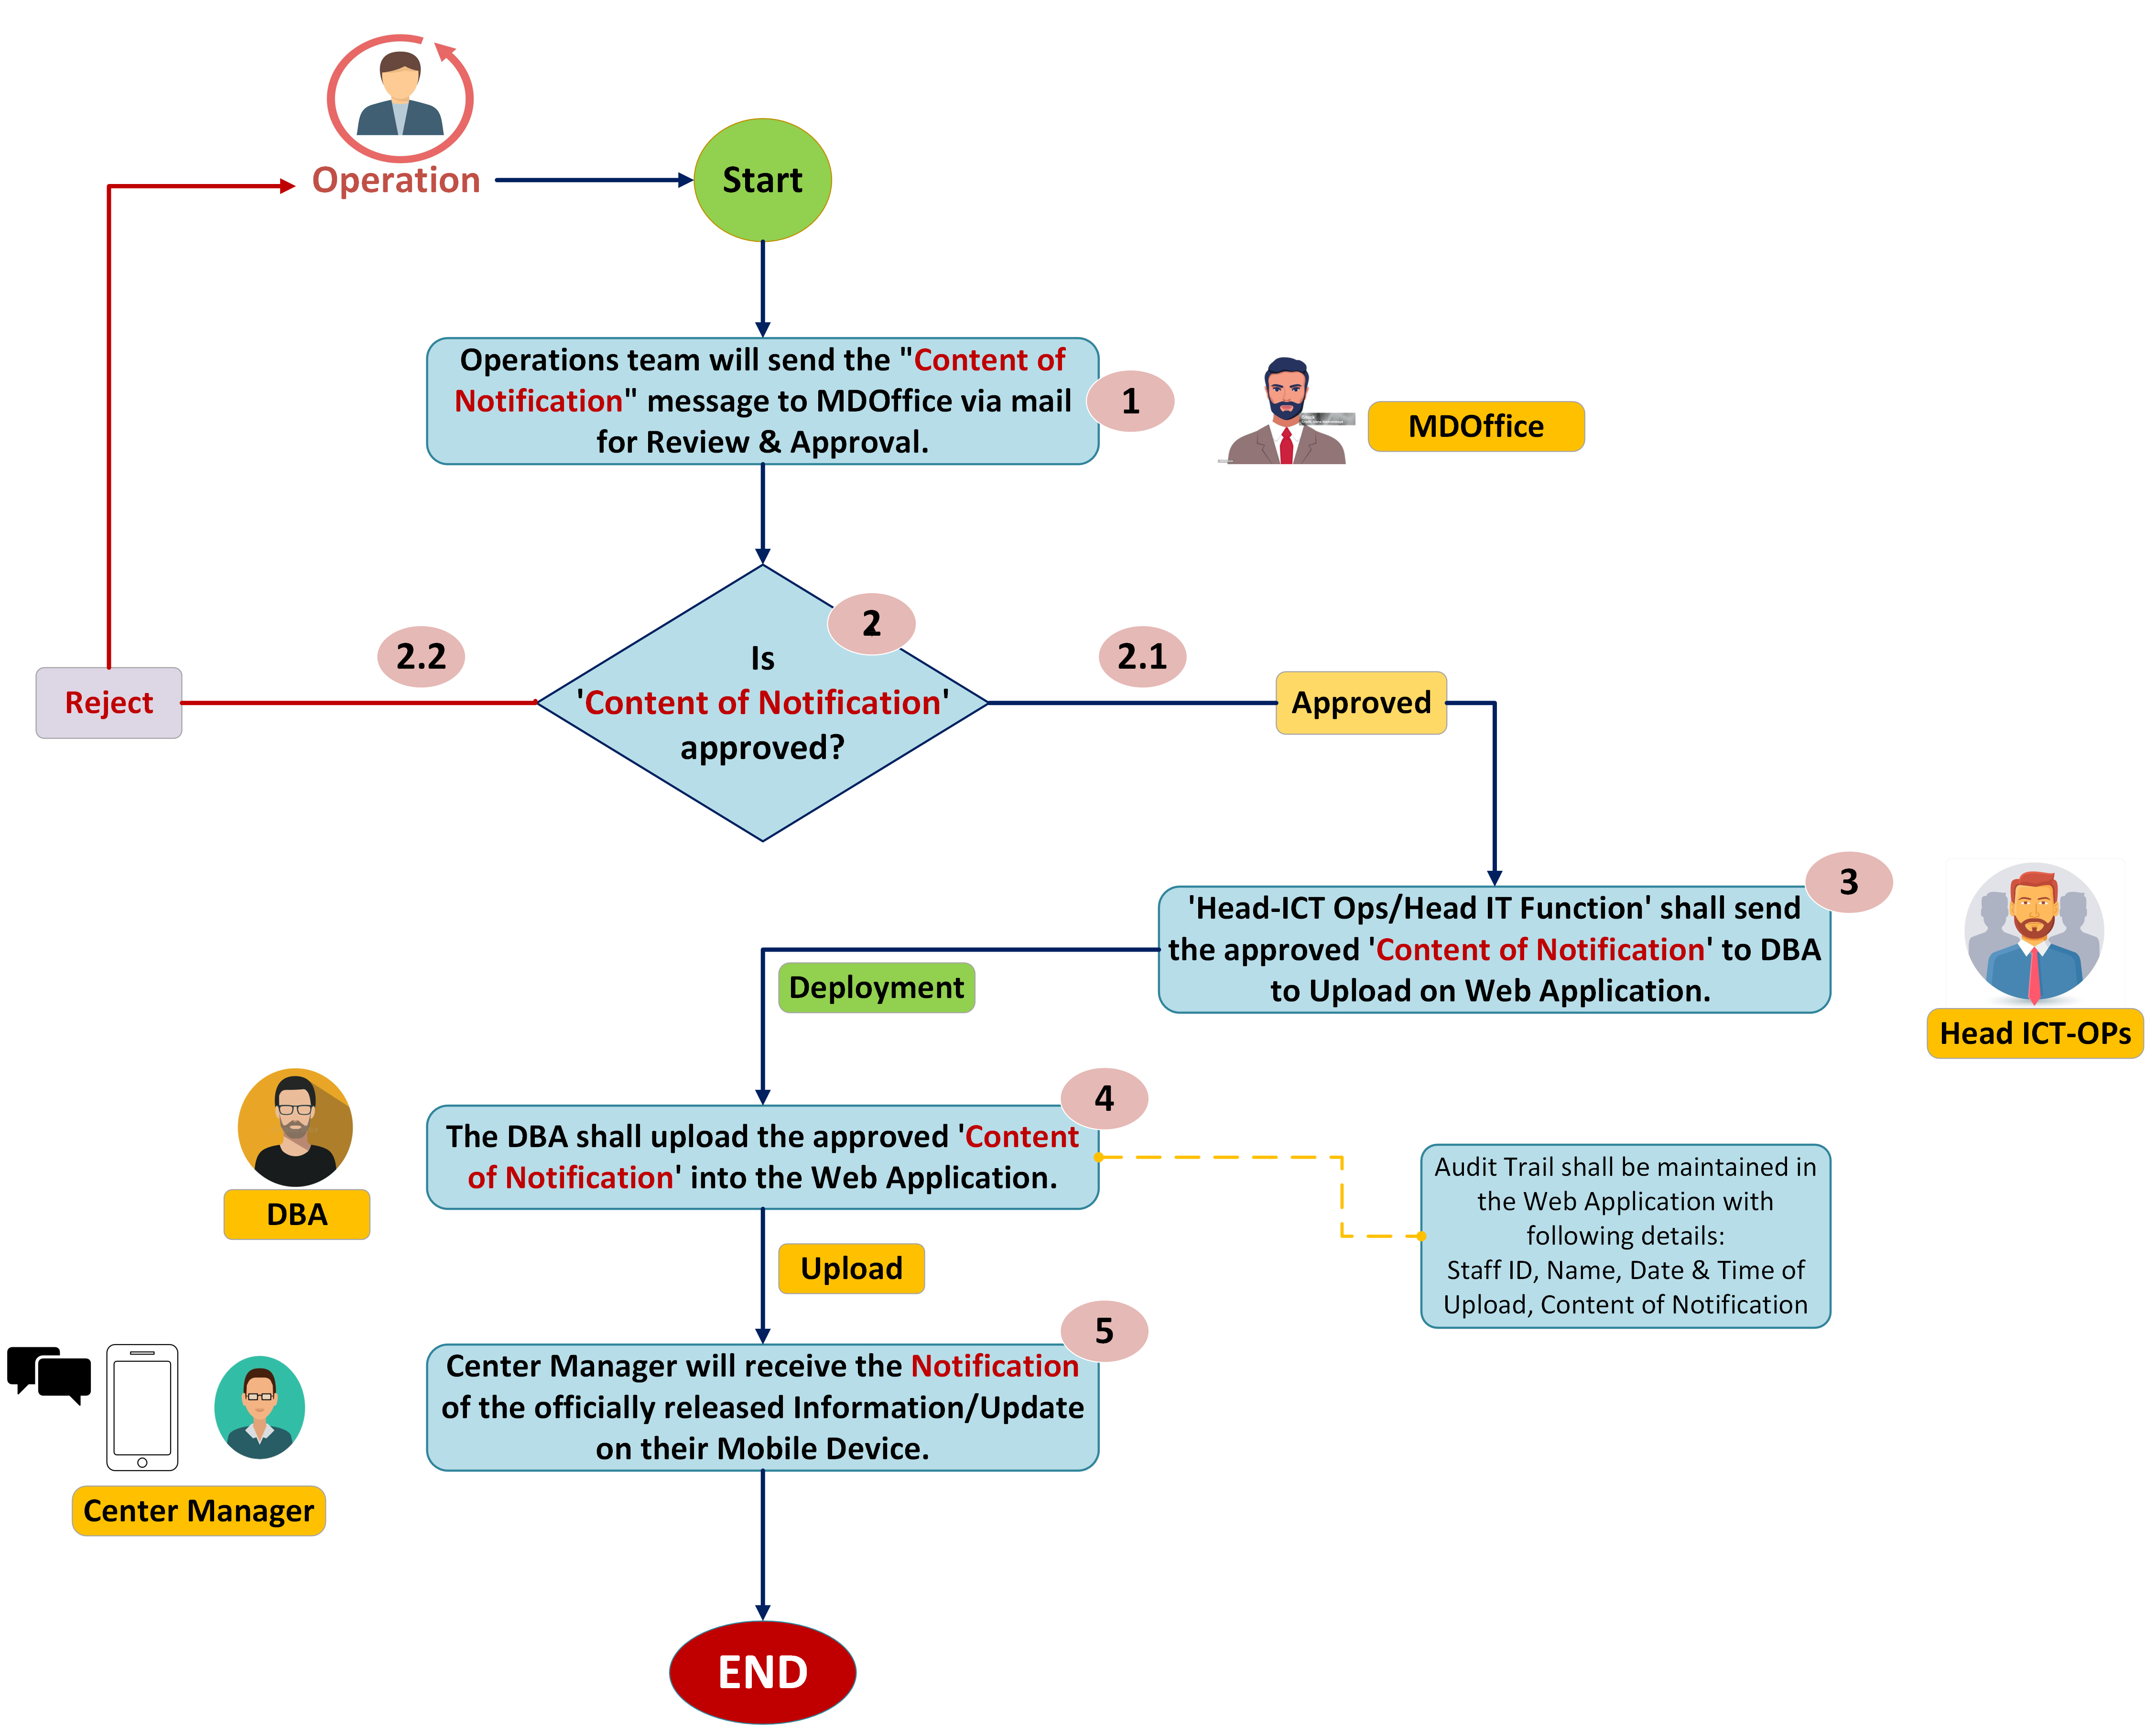 Operation
Start
Operations team will send the "Content of
Notification" message to MDOffice via mail
for Review & Approval.
1
MDOffice
2
Is
'Content of Notification'
approved?
2.2
2.1
Reject
Approved
3
'Head-ICT Ops/Head IT Function' shall send
the approved 'Content of Notification' to DBA
to Upload on Web Application.
Head ICT-OPs
Deployment
4
The DBA shall upload the approved 'Content
of Notification' into the Web Application.
DBA
Audit Trail shall be maintained in
the Web Application with
following details:
Staff ID, Name, Date & Time of
Upload, Content of Notification
Upload
5
Center Manager will receive the Notification
of the officially released Information/Update
on their Mobile Device.
Center Manager
END